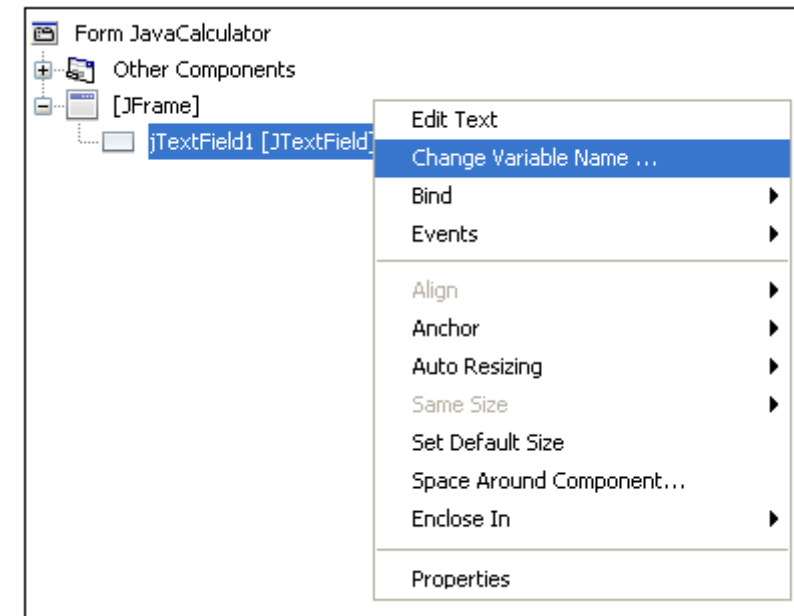 Form JavaCalculator
Other Components
[JFrame]
jTextField1 [JTextField]
Edit Text
Change Variable Name ...
Bind
Events
Align
Anchor
Auto Resizing
Same Size
Set Default Size
Space Around Component...
Enclose In
Properties